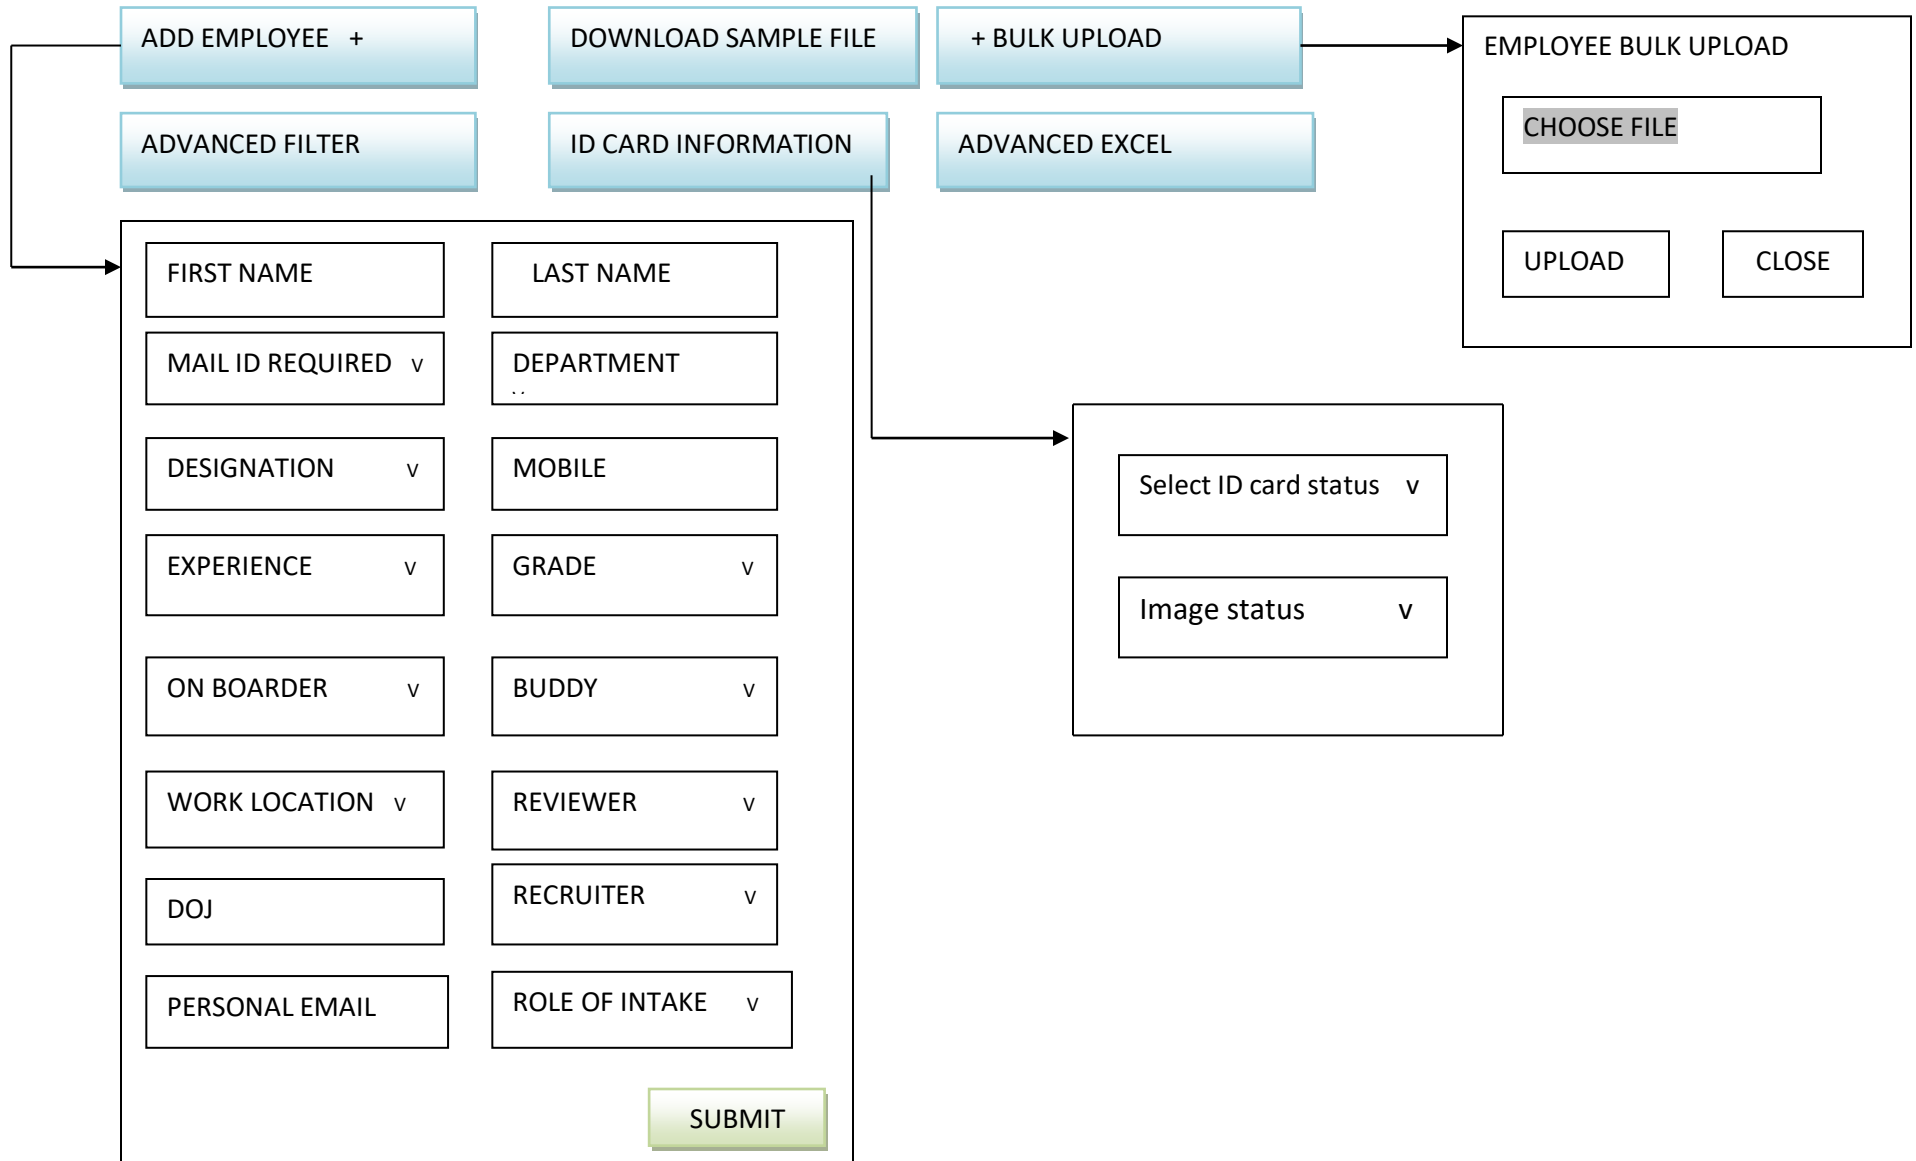 ADD EMPLOYEE +
DOWNLOAD SAMPLE FILE
+ BULK UPLOAD
ADVANCED FILTER
ID CARD INFORMATION
ADVANCED EXCEL
EMPLOYEE BULK UPLOAD
CHOOSE FILE
UPLOAD
CLOSE
FIRST NAME
LAST NAME
MAIL ID REQUIRED v
DEPARTMENT
DESIGNATION v
MOBILE
EXPERIENCE v
GRADE v
ON BOARDER v
BUDDY v
WORK LOCATION v
REVIEWER v
DOJ
RECRUITER v
PERSONAL EMAIL
ROLE OF INTAKE v
SUBMIT
Select ID card status v
Image status v